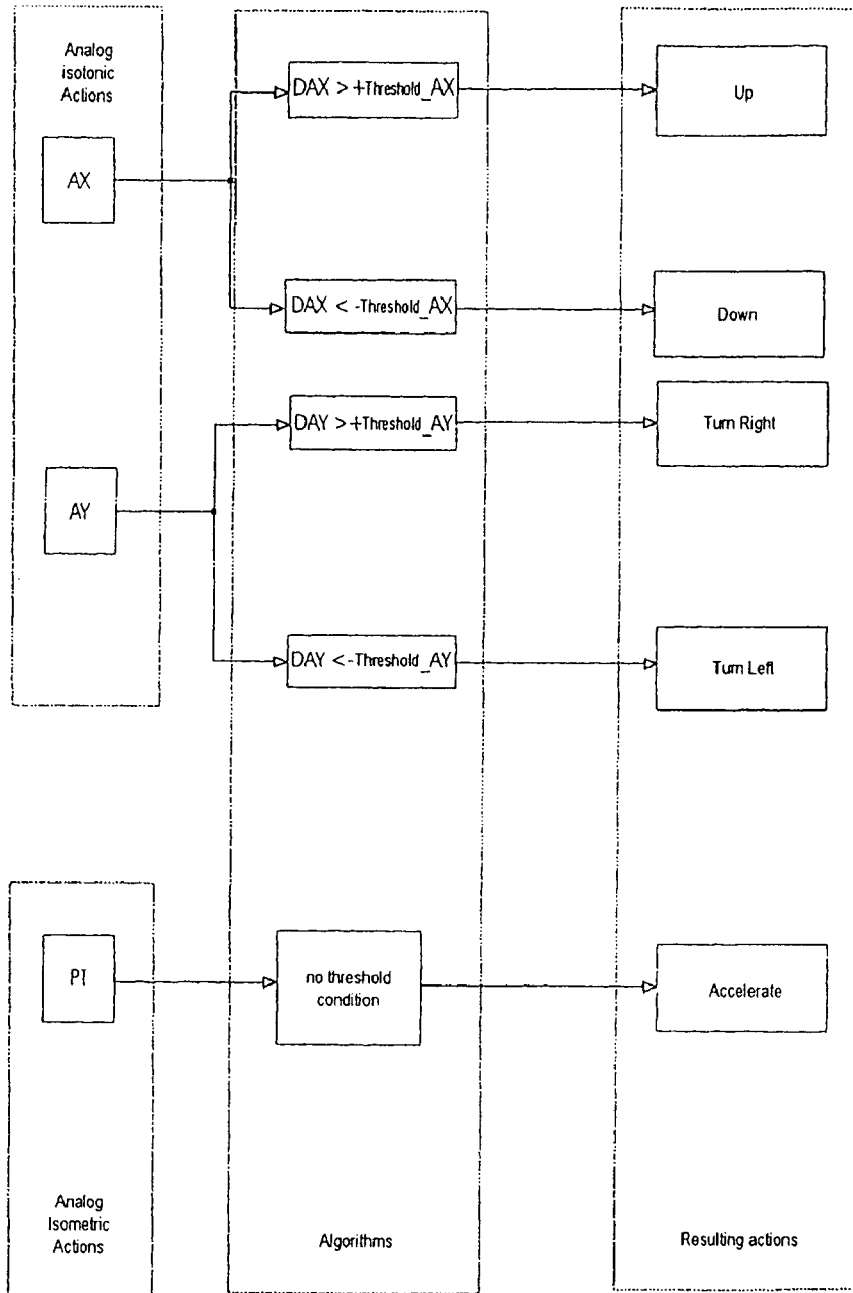 Analog
isotonic
Actions
AX
DAX > +Threshold_AX
Up
DAX < -Threshold_AX
Down
AY
DAY > +Threshold_AY
Turn Right
DAY < -Threshold_AY
Turn Left
PI
no threshold
condition
Accelerate
Analog
Isometric
Actions
Algorithms
Resulting actions